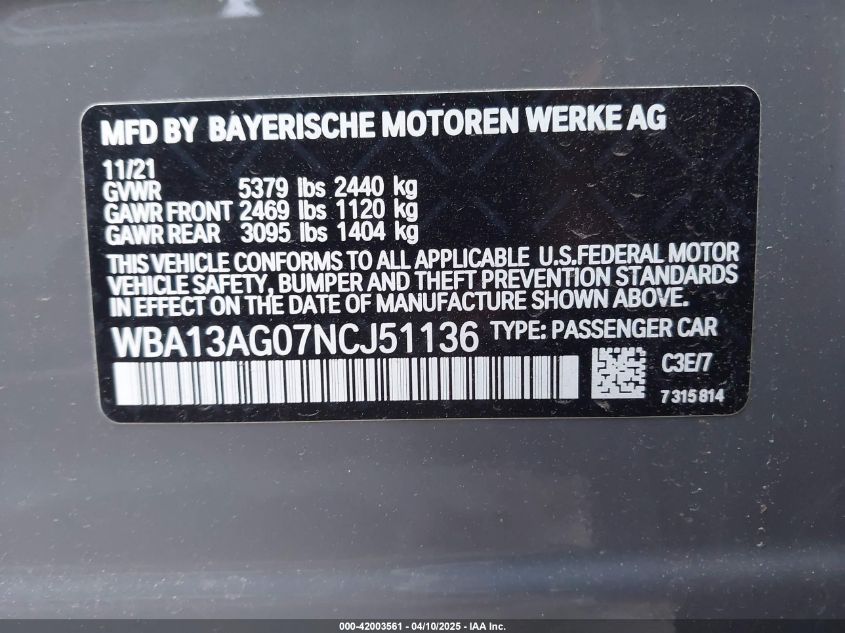 MFD BY BAYERISCHE MOTOREN WERKE AG
11/21
GVWR 5379 lbs 2440 kg
GAWR FRONT 2469 lbs 1120 kg
GAWR REAR 3095 lbs 1404 kg
THIS VEHICLE CONFORMS TO ALL APPLICABLE U.S.FEDERAL MOTOR
VEHICLE SAFETY, BUMPER AND THEFT PREVENTION STANDARDS
IN EFFECT ON THE DATE OF MANUFACTURE SHOWN ABOVE.
WBA13AG07NCJ51136 TYPE: PASSENGER CAR
C3E/7
7315814
000-42003561 - 04/10/2025 - IAA Inc.